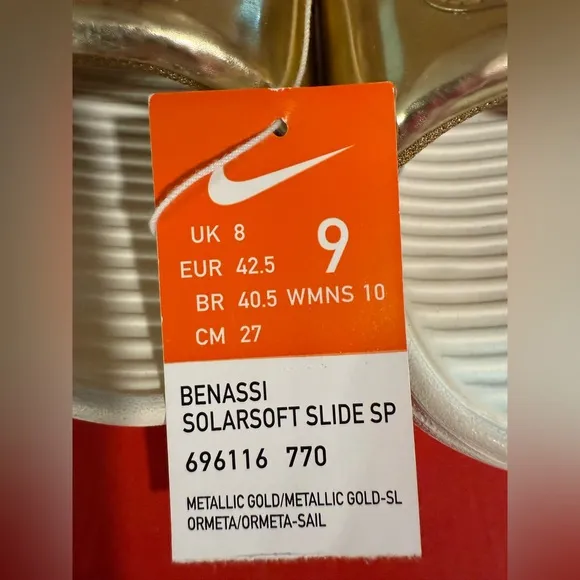 UK 8
EUR 42.5
9
BR 40.5 WMNS 10
CM 27
BENASSI
SOLARSOFT SLIDE SP
696116 770
METALLIC GOLD/METALLIC GOLD-SL
ORMETA/ORMETA-SAIL